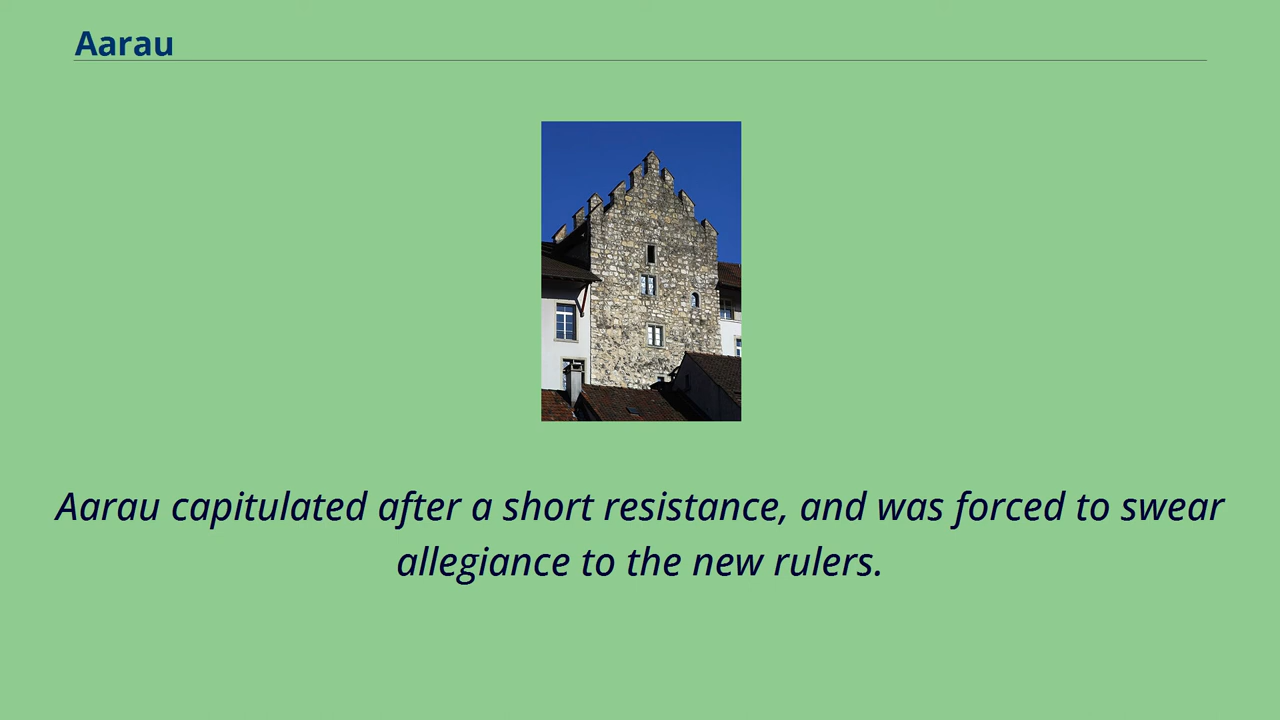 Aarau
Aarau capitulated after a short resistance, and was forced to swear
allegiance to the new rulers.